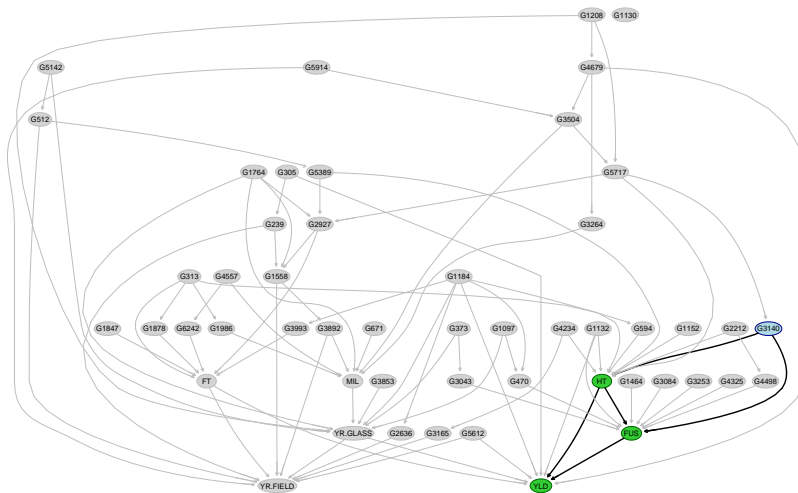 G1208 G1130
G5142 G5914 G4679
G512 G3504
G1764 G305 G5389 G5717
G239 G2927 G3264
G313 G4557 G1558 G1184
G1847 G1878 G6242 G1986 G3993 G3892 G671 G373 G1097 G4234 G1132 G594 G1152 G2212 G3140
FT MIL G3853 G3043 G470 HT G1464 G3084 G3253 G4325 G4498
YR.GLASS G2636 G3165 G5612 FUS
YR.FIELD YLD